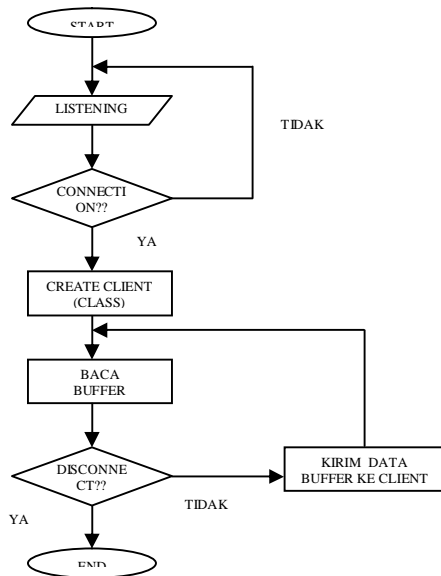 START
LISTENING
TIDAK
CONNECTI
ON??
YA
CREATE CLIENT
(CLASS)
BACA
BUFFER
DISCONNE
CT??
KIRIM DATA
BUFFER KE CLIENT
TIDAK
YA
END